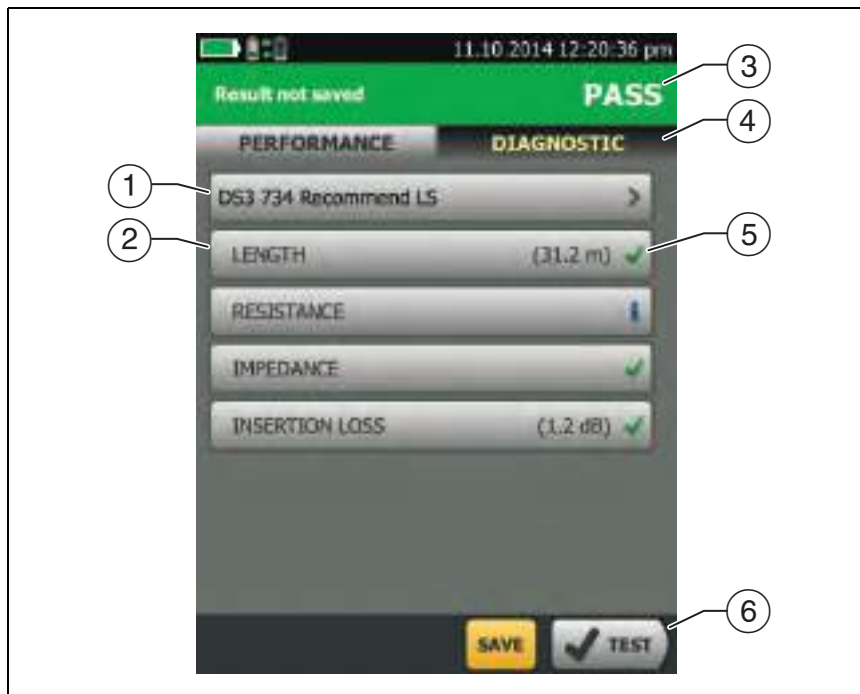 11.10.2014 12:20:36 pm
3
Result not saved PASS
4
PERFORMANCE DIAGNOSTIC
1
DS3 734 Recommend LS
2
LENGTH (31.2 m)
5
RESISTANCE i
IMPEDANCE
INSERTION LOSS (1.2 dB)
6
SAVE TEST